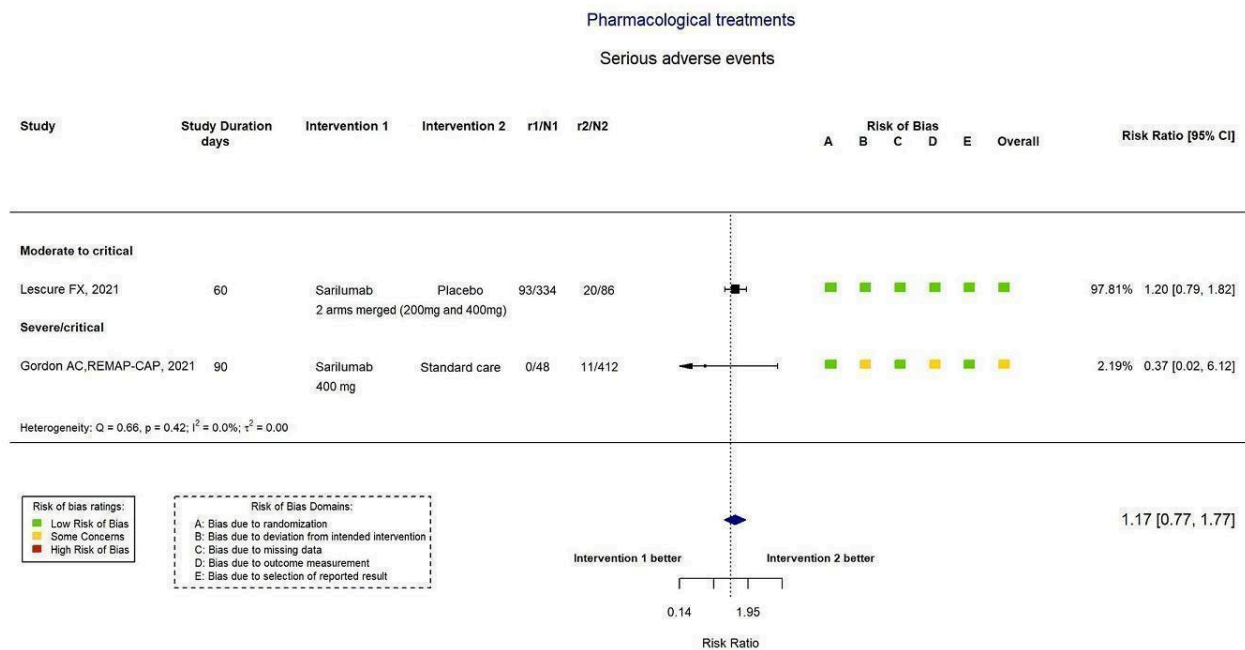 Pharmacological treatments
Serious adverse events
Study Study Duration days Intervention 1 Intervention 2 r1/N1 r2/N2 Risk of Bias Risk Ratio [95% CI]
A B C D E Overall
Moderate to critical
Lescure FX, 2021 60 Sarilumab Placebo 93/334 20/86 97.81% 1.20 [0.79, 1.82]
2 arms merged (200mg and 400mg)
Severe/critical
Gordon AC,REMAP-CAP, 2021 90 Sarilumab Standard care 0/48 11/412 2.19% 0.37 [0.02, 6.12]
400 mg
Heterogeneity: Q = 0.66, p = 0.42; I² = 0.0%; τ² = 0.00
Risk of bias ratings:
Low Risk of Bias
Some Concerns
High Risk of Bias
Risk of Bias Domains:
A: Bias due to randomization
B: Bias due to deviation from intended intervention
C: Bias due to missing data
D: Bias due to outcome measurement
E: Bias due to selection of reported result
1.17 [0.77, 1.77]
Intervention 1 better Intervention 2 better
0.14 1.95
Risk Ratio